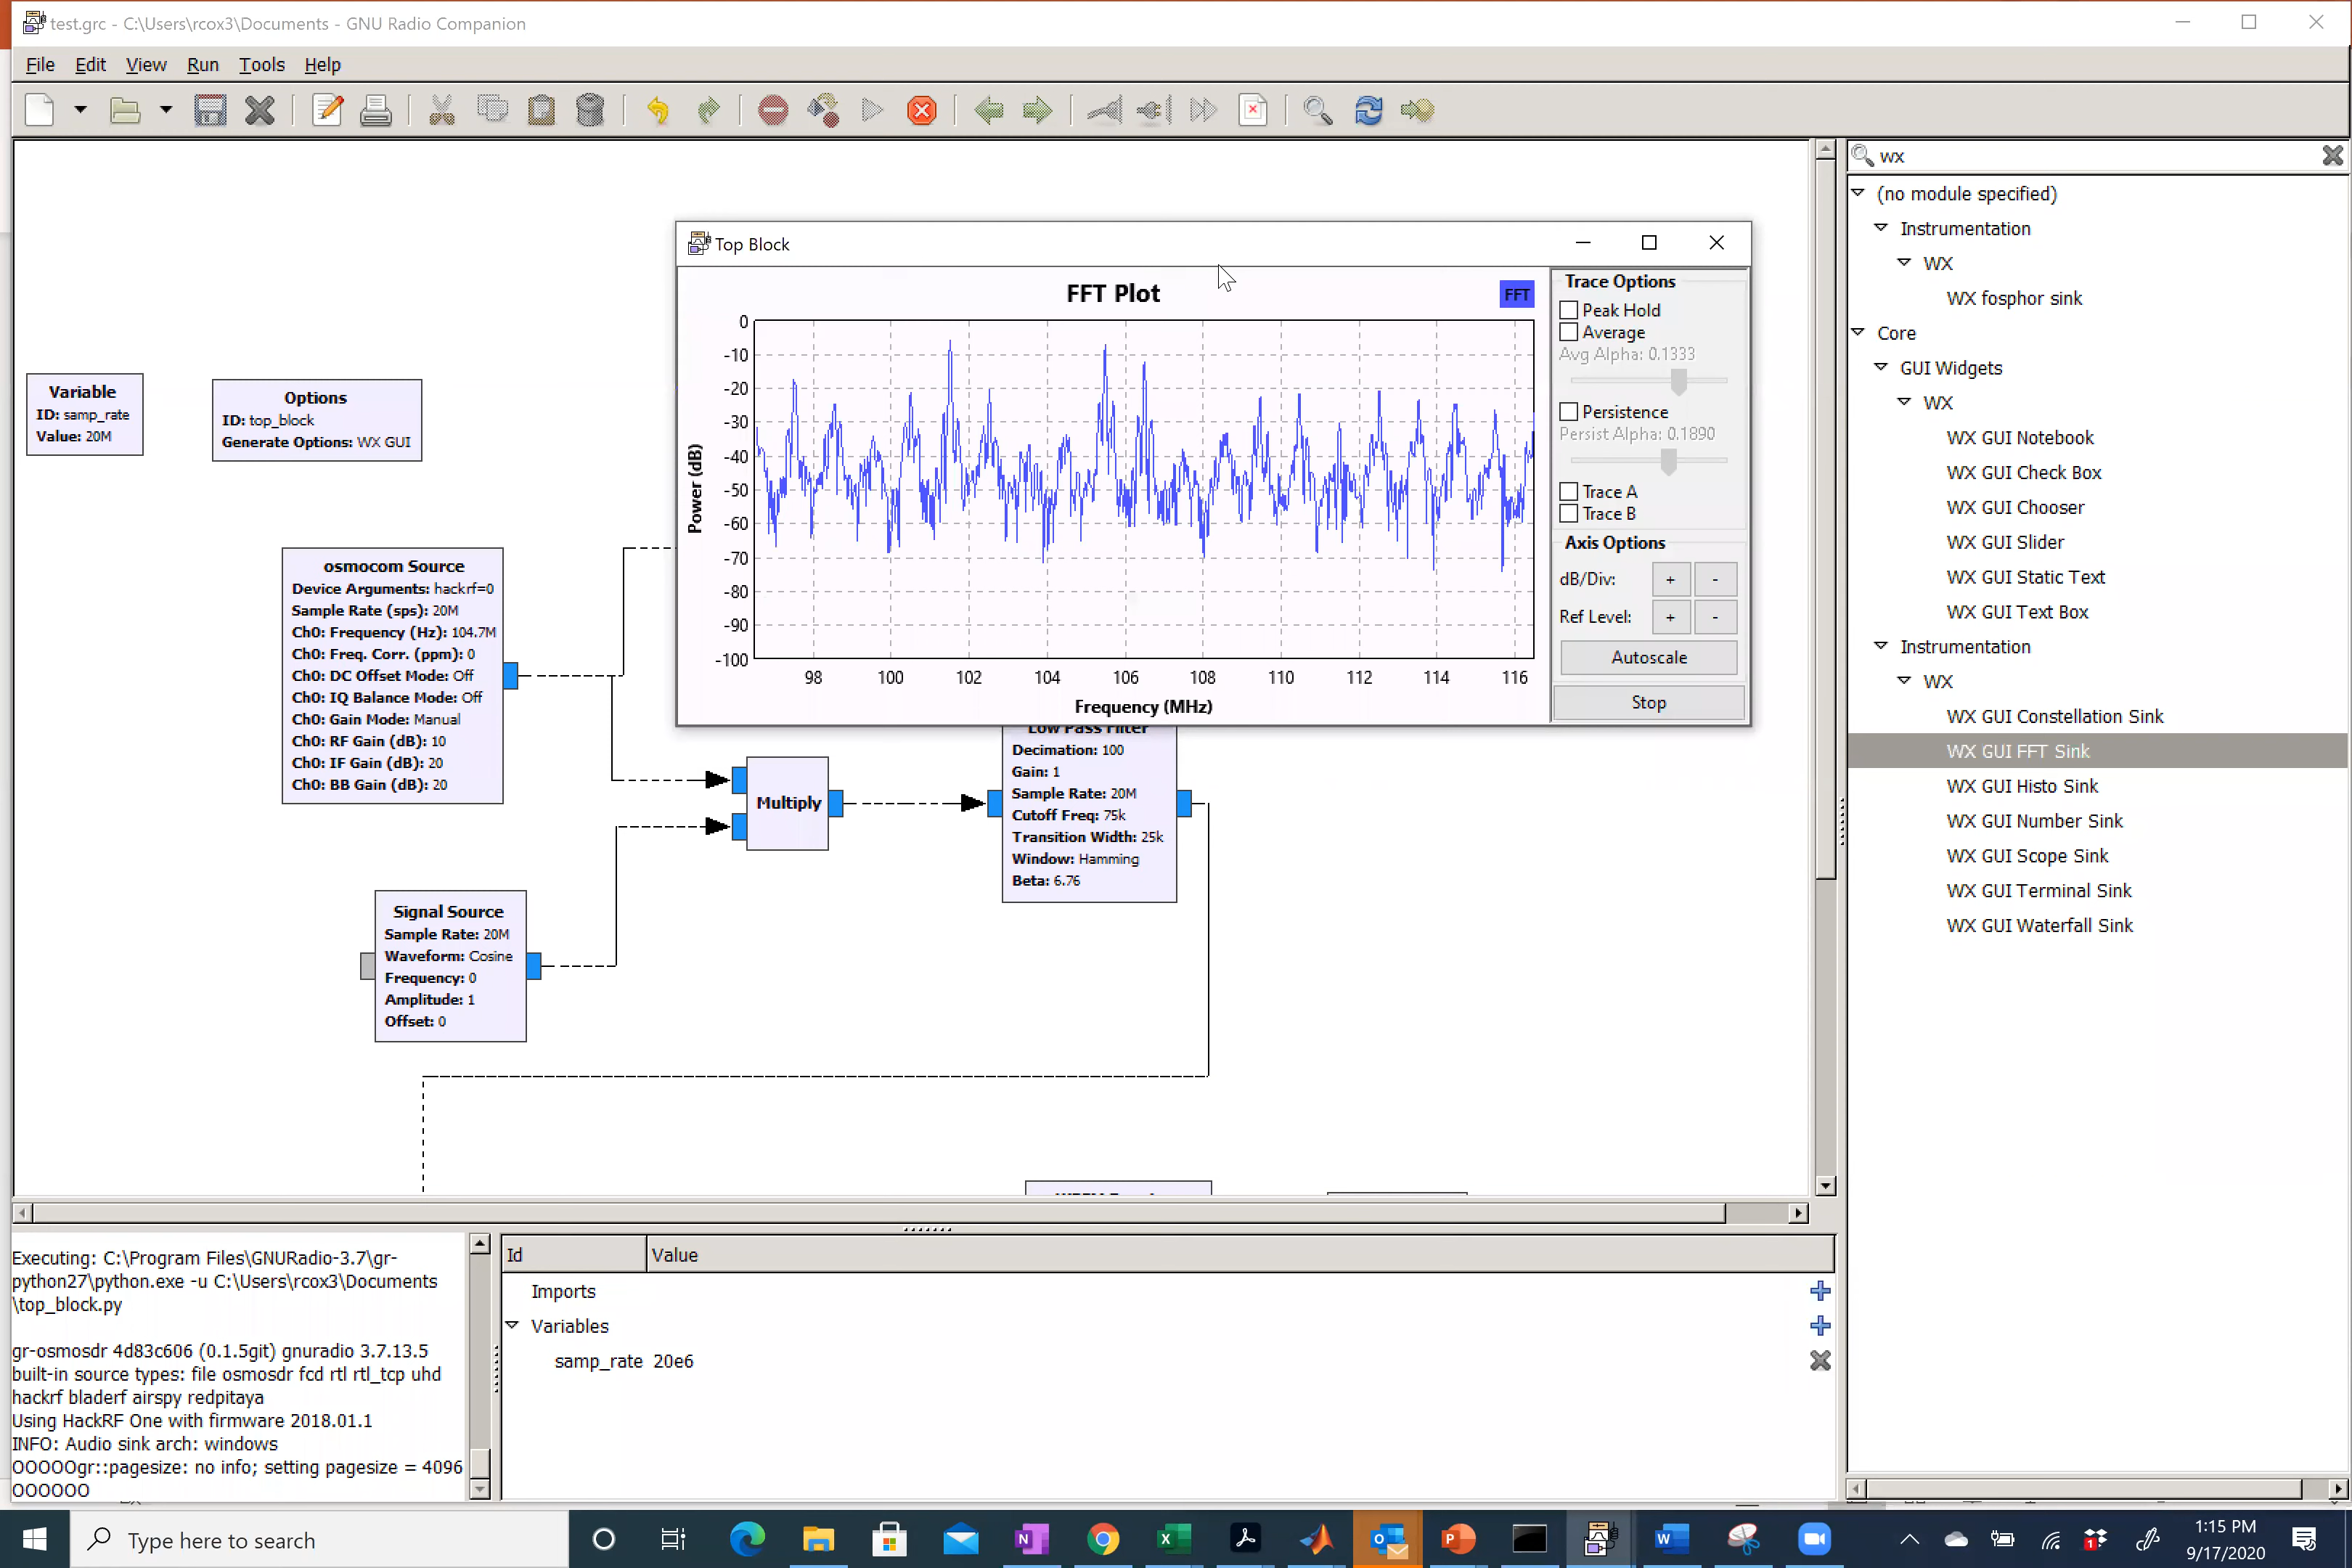 test.grc - C:\Users\rcox3\Documents - GNU Radio Companion
File Edit View Run Tools Help
wx
(no module specified)
Instrumentation
WX
WX fosphor sink
Core
GUI Widgets
WX
WX GUI Notebook
WX GUI Check Box
WX GUI Chooser
WX GUI Slider
WX GUI Static Text
WX GUI Text Box
Instrumentation
WX
WX GUI Constellation Sink
WX GUI FFT Sink
WX GUI Histo Sink
WX GUI Number Sink
WX GUI Scope Sink
WX GUI Terminal Sink
WX GUI Waterfall Sink
Variable
ID: samp_rate
Value: 20M
Options
ID: top_block
Generate Options: WX GUI
Top Block
FFT Plot
FFT
0
-10
-20
-30
-40
-50
-60
-70
-80
-90
-100
Power (dB)
98 100 102 104 106 108 110 112 114 116
Frequency (MHz)
Trace Options
Peak Hold
Average
Avg Alpha: 0.1333
Persistence
Persist Alpha: 0.1890
Trace A
Trace B
Axis Options
dB/Div: + -
Ref Level: + -
Autoscale
Stop
osmocom Source
Device Arguments: hackrf=0
Sample Rate (sps): 20M
Ch0: Frequency (Hz): 104.7M
Ch0: Freq. Corr. (ppm): 0
Ch0: DC Offset Mode: Off
Ch0: IQ Balance Mode: Off
Ch0: Gain Mode: Manual
Ch0: RF Gain (dB): 10
Ch0: IF Gain (dB): 20
Ch0: BB Gain (dB): 20
Multiply
Low Pass Filter
Decimation: 100
Gain: 1
Sample Rate: 20M
Cutoff Freq: 75k
Transition Width: 25k
Window: Hamming
Beta: 6.76
Signal Source
Sample Rate: 20M
Waveform: Cosine
Frequency: 0
Amplitude: 1
Offset: 0
Executing: C:\Program Files\GNURadio-3.7\gr-
python27\python.exe -u C:\Users\rcox3\Documents
\top_block.py
gr-osmosdr 4d83c606 (0.1.5git) gnuradio 3.7.13.5
built-in source types: file osmosdr fcd rtl rtl_tcp uhd
hackrf bladerf airspy redpitaya
Using HackRF One with firmware 2018.01.1
INFO: Audio sink arch: windows
OOOOOgr::pagesize: no info; setting pagesize = 4096
OOOOOO
Id Value
Imports
Variables
samp_rate 20e6
Type here to search
1:15 PM
9/17/2020